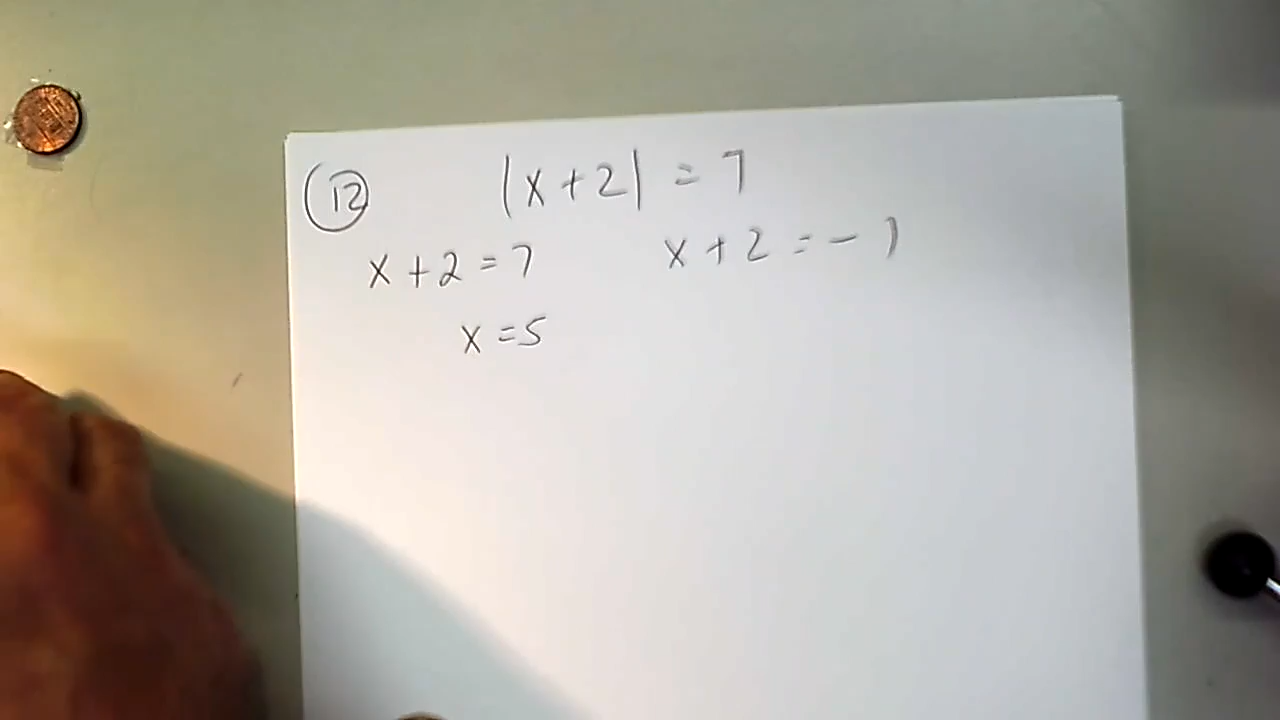 12 |x+2| = 7
x+2=7 x+2=-7
x=5